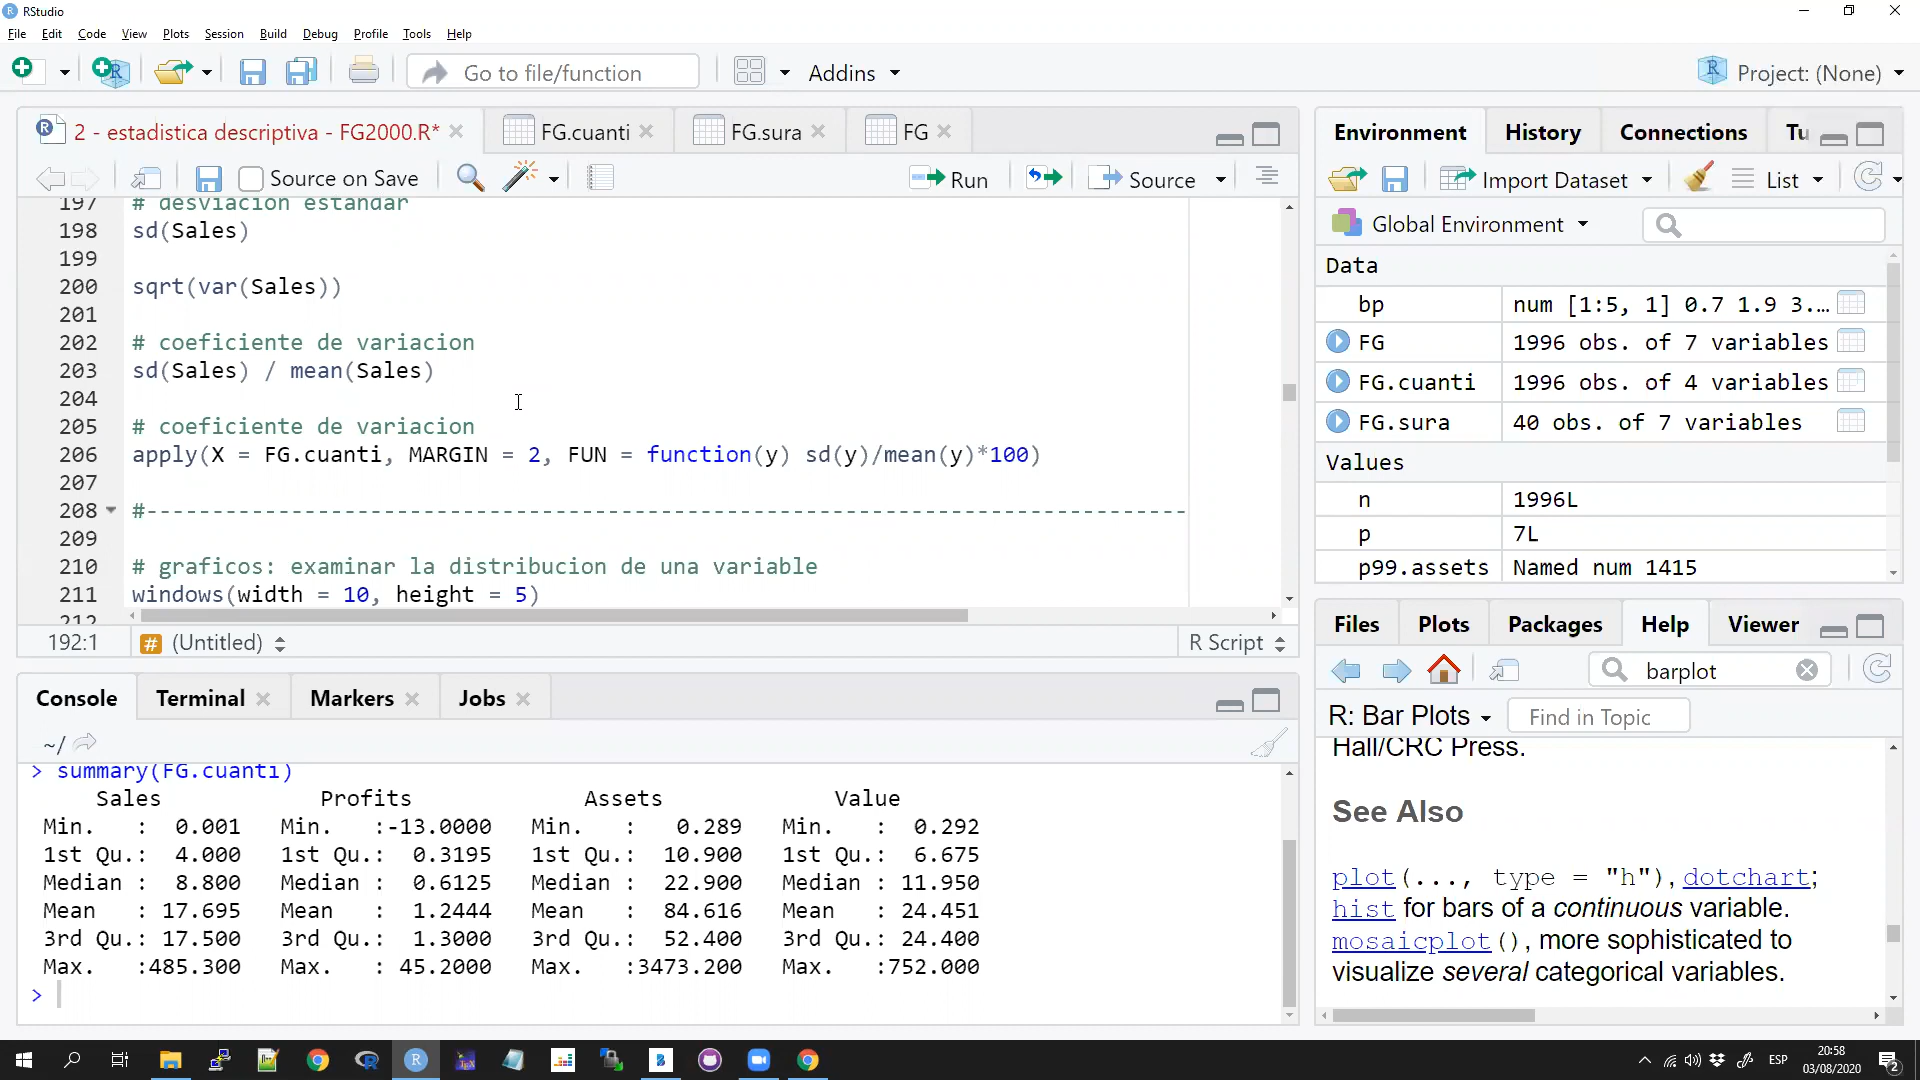 RStudio
File Edit Code View Plots Session Build Debug Profile Tools Help
Go to file/function Addins Project: (None)
2 - estadistica descriptiva - FG2000.R* FG.cuanti FG.sura FG
Source on Save Run Source
197 # desviacion estandar
198 sd(Sales)
199
200 sqrt(var(Sales))
201
202 # coeficiente de variacion
203 sd(Sales) / mean(Sales)
204
205 # coeficiente de variacion
206 apply(X = FG.cuanti, MARGIN = 2, FUN = function(y) sd(y)/mean(y)*100)
207
208 #--------------------------------------------------------------------------------
209
210 # graficos: examinar la distribucion de una variable
211 windows(width = 10, height = 5)
212
192:1 # (Untitled) R Script
Console Terminal Markers Jobs
~/
> summary(FG.cuanti)
Sales Profits Assets Value
Min. : 0.001 Min. :-13.0000 Min. : 0.289 Min. : 0.292
1st Qu.: 4.000 1st Qu.: 0.3195 1st Qu.: 10.900 1st Qu.: 6.675
Median : 8.800 Median : 0.6125 Median : 22.900 Median : 11.950
Mean : 17.695 Mean : 1.2444 Mean : 84.616 Mean : 24.451
3rd Qu.: 17.500 3rd Qu.: 1.3000 3rd Qu.: 52.400 3rd Qu.: 24.400
Max. :485.300 Max. : 45.2000 Max. :3473.200 Max. :752.000
>
Environment History Connections Tu
Import Dataset List
Global Environment
Data
bp num [1:5, 1] 0.7 1.9 3.…
FG 1996 obs. of 7 variables
FG.cuanti 1996 obs. of 4 variables
FG.sura 40 obs. of 7 variables
Values
n 1996L
p 7L
p99.assets Named num 1415
Files Plots Packages Help Viewer
barplot
R: Bar Plots Find in Topic
Hall/CRC Press.
See Also
plot(..., type = "h"), dotchart;
hist for bars of a continuous variable.
mosaicplot(), more sophisticated to
visualize several categorical variables.
ESP 20:58
03/08/2020 2